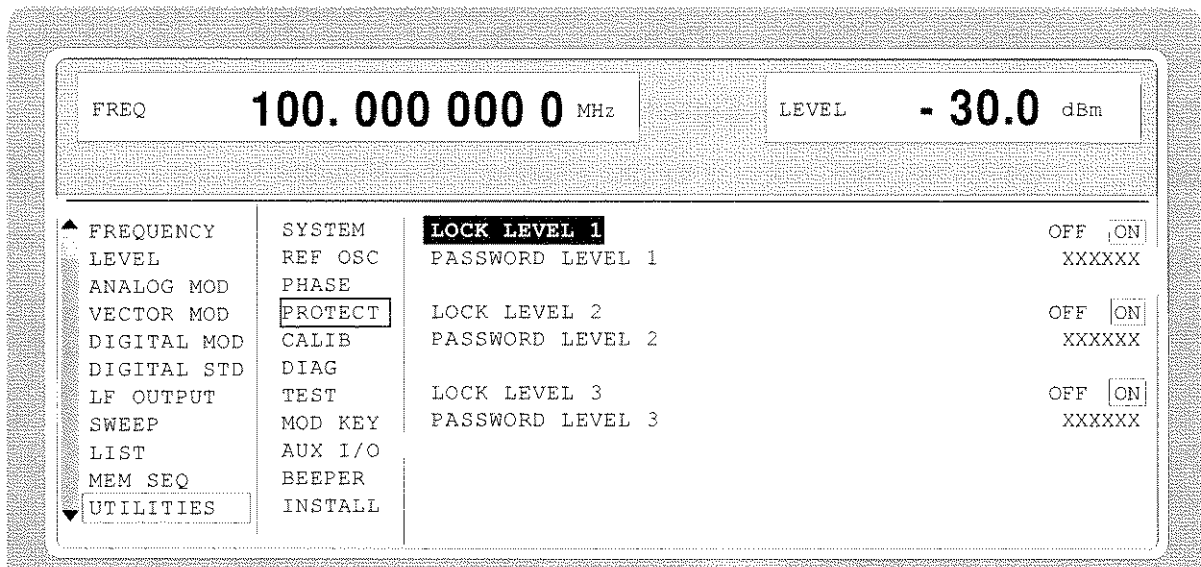 FREQ 100. 000 000 0 MHz LEVEL - 30.0 dBm
FREQUENCY
LEVEL
ANALOG MOD
VECTOR MOD
DIGITAL MOD
DIGITAL STD
LF OUTPUT
SWEEP
LIST
MEM SEQ
UTILITIES
SYSTEM
REF OSC
PHASE
PROTECT
CALIB
DIAG
TEST
MOD KEY
AUX I/O
BEEPER
INSTALL
LOCK LEVEL 1 OFF ON
PASSWORD LEVEL 1 XXXXXX
LOCK LEVEL 2 OFF ON
PASSWORD LEVEL 2 XXXXXX
LOCK LEVEL 3 OFF ON
PASSWORD LEVEL 3 XXXXXX